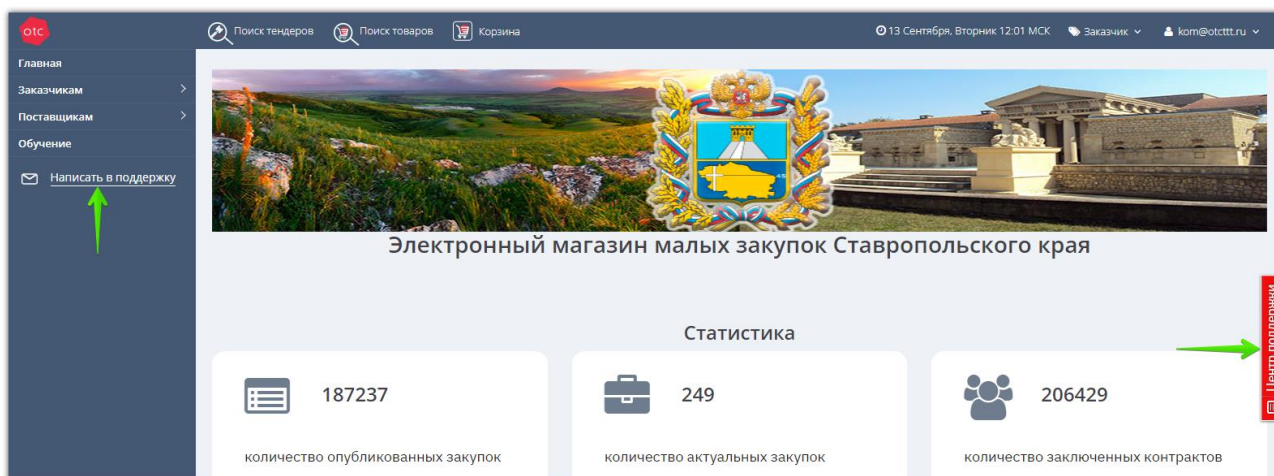 otc
Поиск тендеров
Поиск товаров
Корзина
13 Сентября, Вторник 12:01 МСК
Заказчик
kom@otcttt.ru
Главная
Заказчикам
Поставщикам
Обучение
Написать в поддержку
Электронный магазин малых закупок Ставропольского края
Статистика
187237
249
206429
количество опубликованных закупок
количество актуальных закупок
количество заключенных контрактов
Центр поддержки